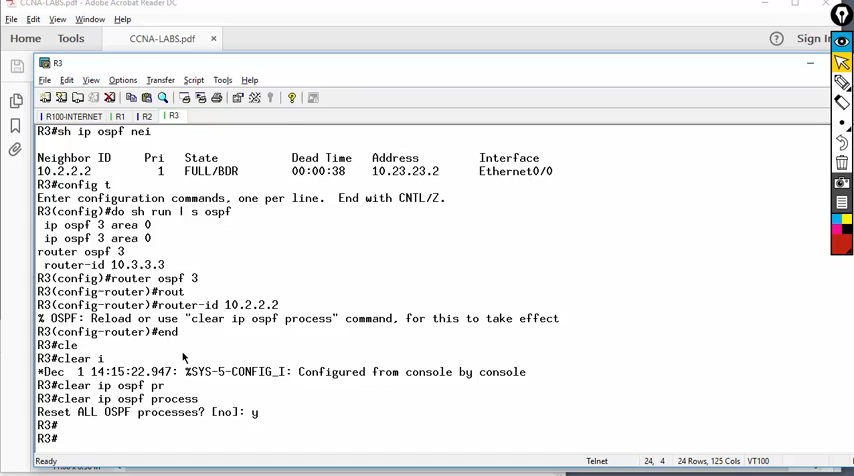 CCNA-LABS.pdf - Adobe Acrobat Reader DC
File Edit View Window Help
Home Tools CCNA-LABS.pdf × ? Sign In
R3
File Edit View Options Transfer Script Tools Help
R100-INTERNET R1 R2 R3
R3#sh ip ospf nei
Neighbor ID Pri State Dead Time Address Interface
10.2.2.2 1 FULL/BDR 00:00:38 10.23.23.2 Ethernet0/0
R3#config t
Enter configuration commands, one per line. End with CNTL/Z.
R3(config)#do sh run | s ospf
ip ospf 3 area 0
ip ospf 3 area 0
router ospf 3
router-id 10.3.3.3
R3(config)#router ospf 3
R3(config-router)#rout
R3(config-router)#router-id 10.2.2.2
% OSPF: Reload or use "clear ip ospf process" command, for this to take effect
R3(config-router)#end
R3#cle
R3#clear i
*Dec 1 14:15:22.947: %SYS-5-CONFIG_I: Configured from console by console
R3#clear ip ospf pr
R3#clear ip ospf process
Reset ALL OSPF processes? [no]: y
R3#
R3#
Ready Telnet 24, 4 24 Rows, 125 Cols VT100